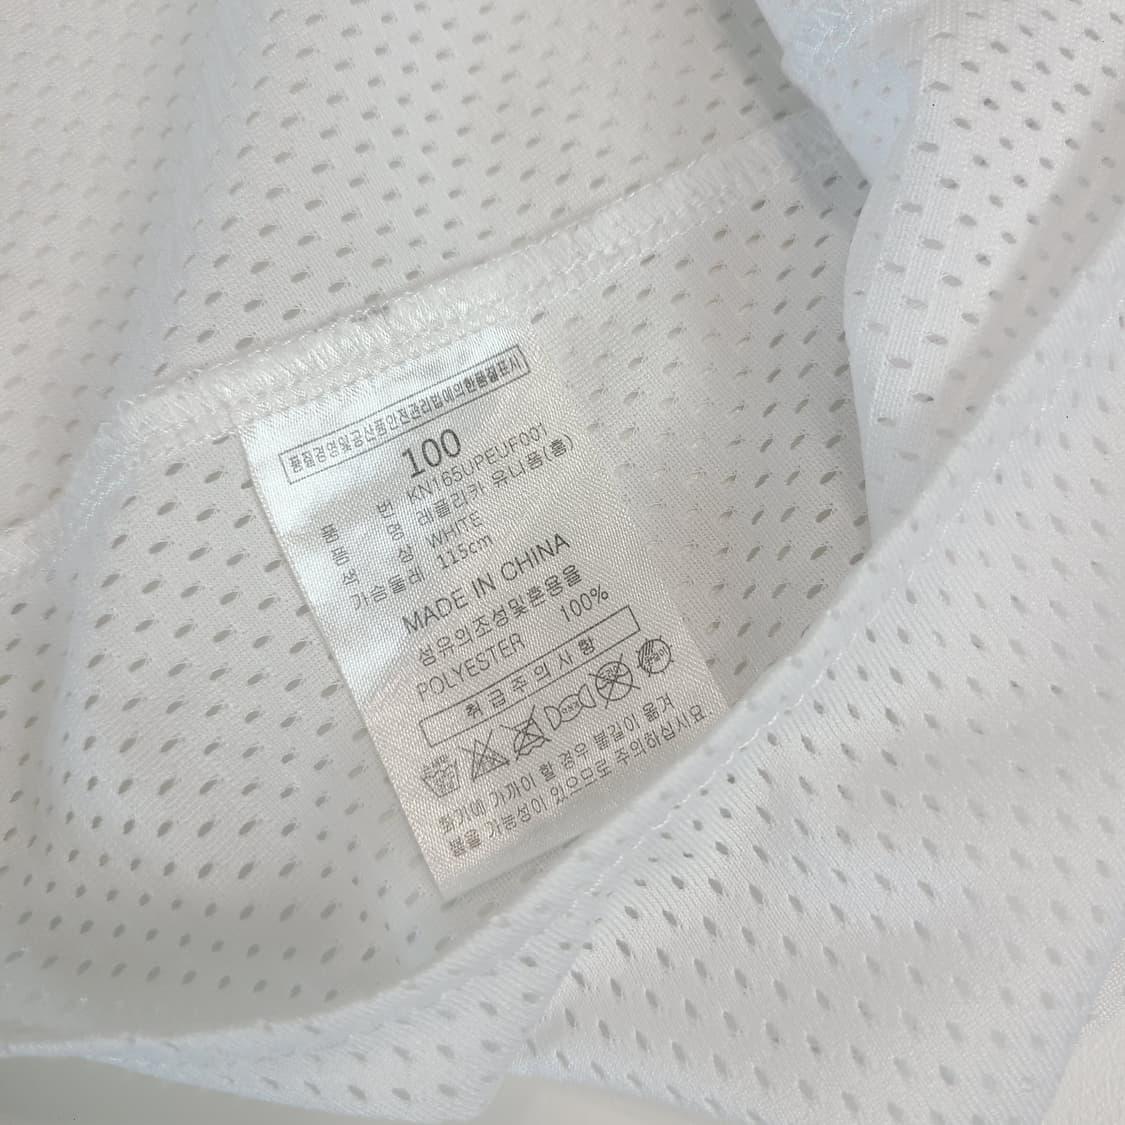 품질경영및공산품안전관리법에의한품질표시
100
품 번 KN165UPEUF001
품 명 레플리카 유니폼(홈)
색 상 WHITE
가슴둘레 115cm
MADE IN CHINA
섬유의조성및혼용율
POLYESTER 100%
취급주의사항
화기에 가까이 할 경우 불길이 옮겨
붙을 가능성이 있으므로 주의하십시요.